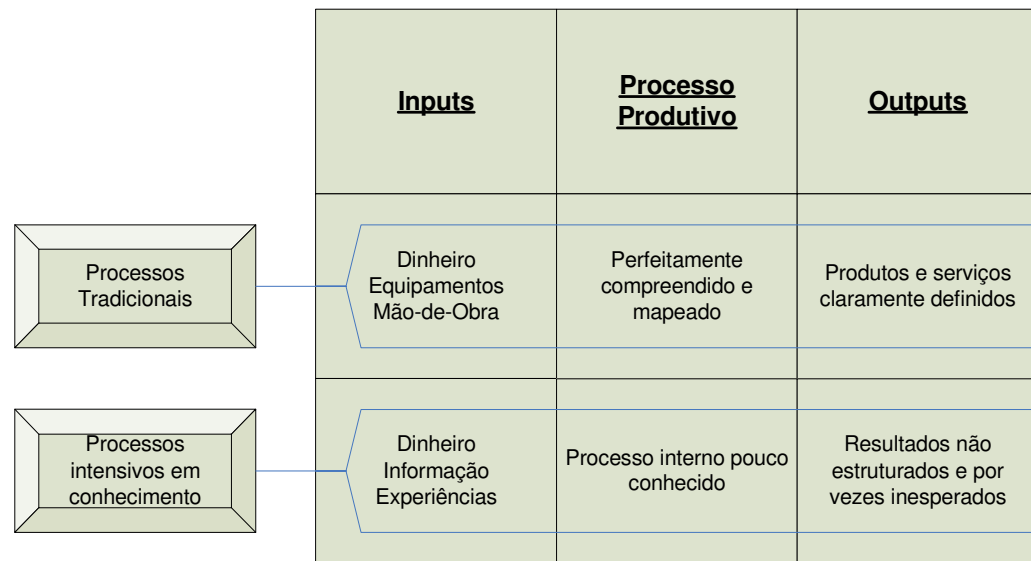 Inputs
Processo
Produtivo
Outputs
Processos
Tradicionais
Dinheiro
Equipamentos
Mão-de-Obra
Perfeitamente
compreendido e
mapeado
Produtos e serviços
claramente definidos
Processos
intensivos em
conhecimento
Dinheiro
Informação
Experiências
Processo interno pouco
conhecido
Resultados não
estruturados e por
vezes inesperados